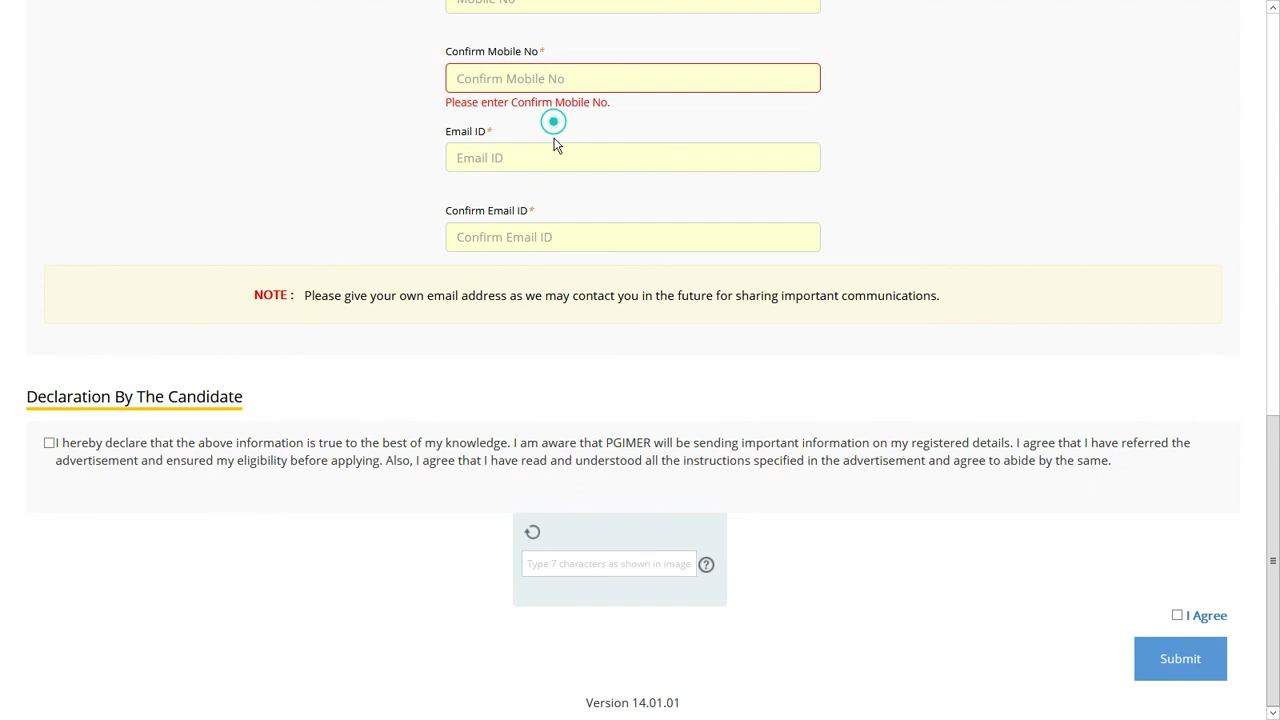 Mobile No
Confirm Mobile No*
Confirm Mobile No
Please enter Confirm Mobile No.
Email ID*
Email ID
Confirm Email ID*
Confirm Email ID
NOTE : Please give your own email address as we may contact you in the future for sharing important communications.
Declaration By The Candidate
I hereby declare that the above information is true to the best of my knowledge. I am aware that PGIMER will be sending important information on my registered details. I agree that I have referred the
advertisement and ensured my eligibility before applying. Also, I agree that I have read and understood all the instructions specified in the advertisement and agree to abide by the same.
Type 7 characters as shown in image
I Agree
Submit
Version 14.01.01